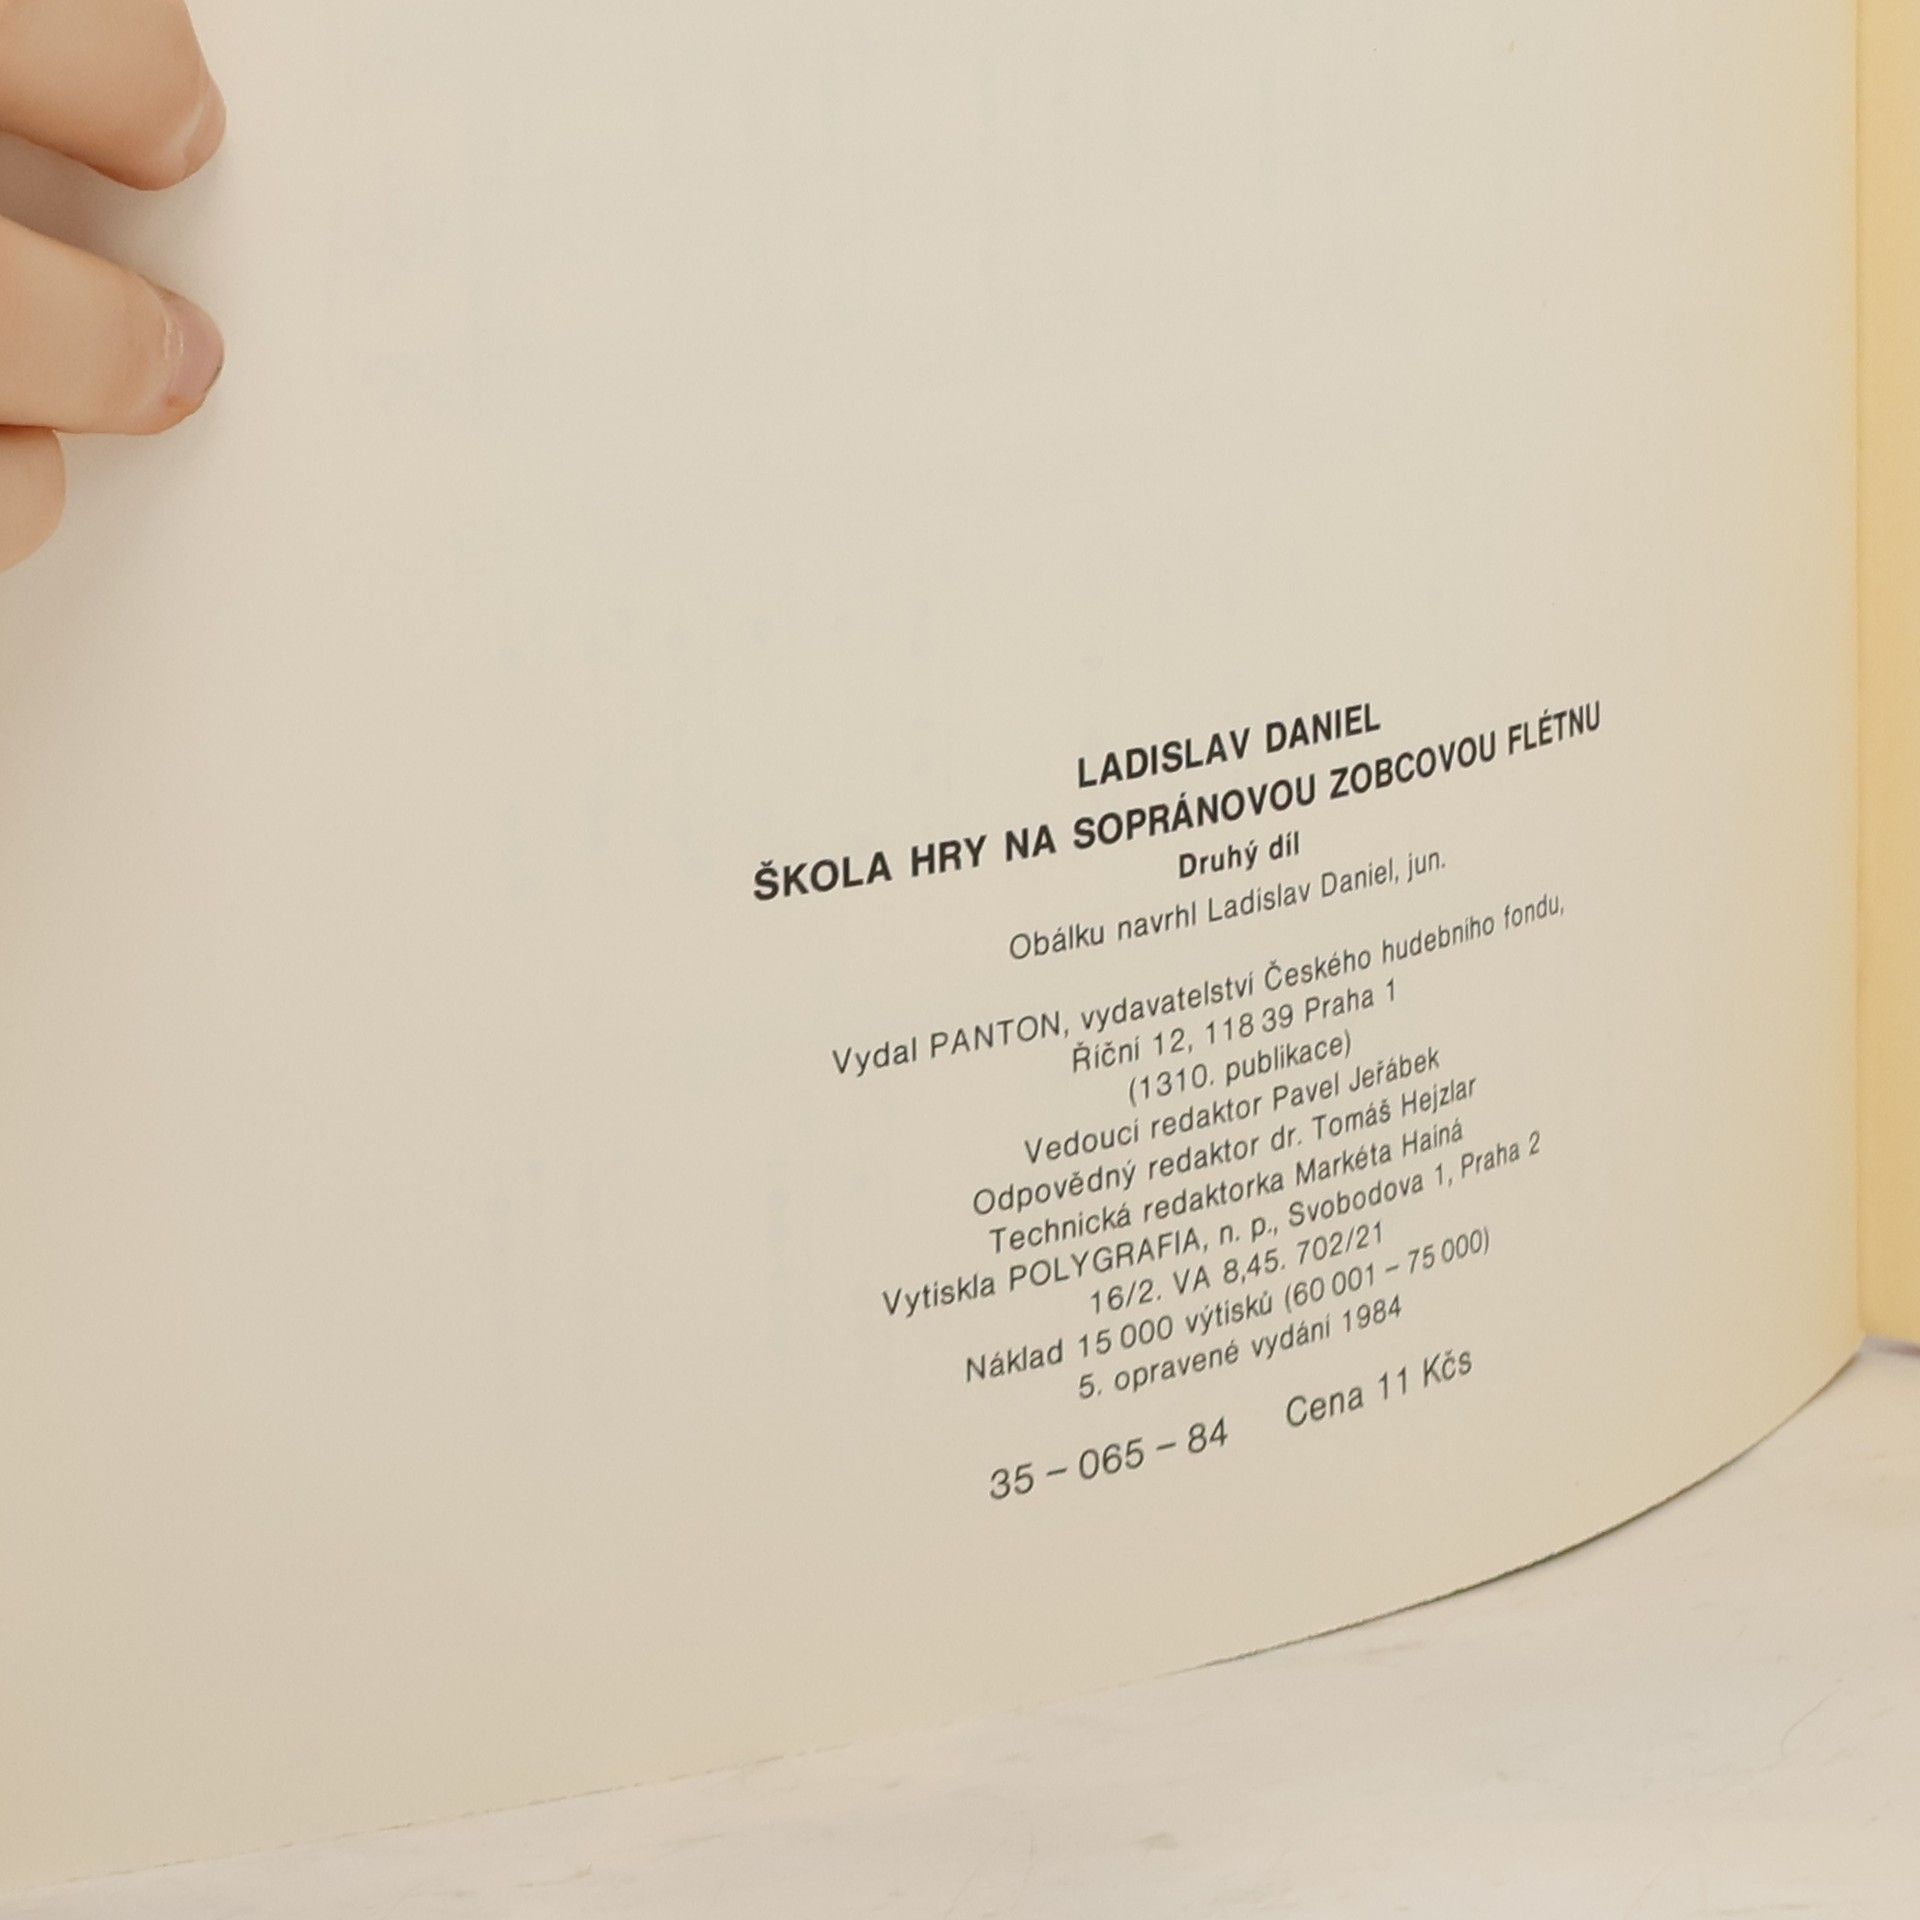 LADISLAV DANIEL
ŠKOLA HRY NA SOPRÁNOVOU ZOBCOVOU FLÉTNU
Druhý díl
Obálku navrhl Ladislav Daniel, jun.
Vydal PANTON, vydavatelství Českého hudebního fondu,
Říční 12, 118 39 Praha 1
(1310. publikace)
Vedoucí redaktor Pavel Jeřábek
Odpovědný redaktor dr. Tomáš Hejzlar
Technická redaktorka Markéta Hainá
Vytiskla POLYGRAFIA, n. p., Svobodova 1, Praha 2
16/2. VA 8,45. 702/21
Náklad 15 000 výtisků (60 001 – 75 000)
5. opravené vydání 1984
35 – 065 – 84 Cena 11 Kčs